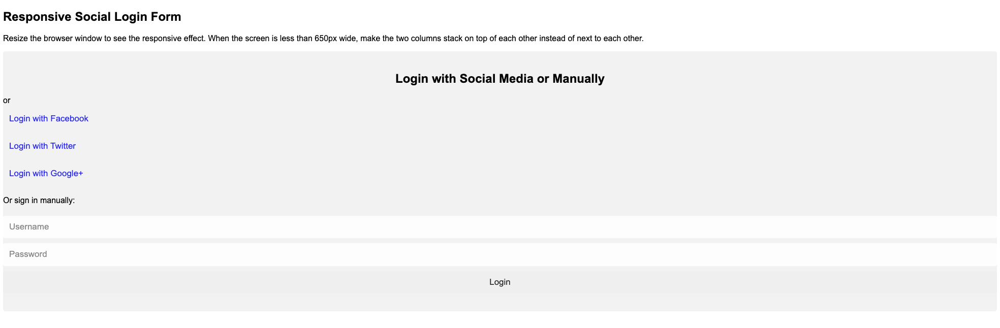 Responsive Social Login Form
Resize the browser window to see the responsive effect. When the screen is less than 650px wide, make the two columns stack on top of each other instead of next to each other.
Login with Social Media or Manually
or
Login with Facebook
Login with Twitter
Login with Google+
Or sign in manually:
Username
Password
Login